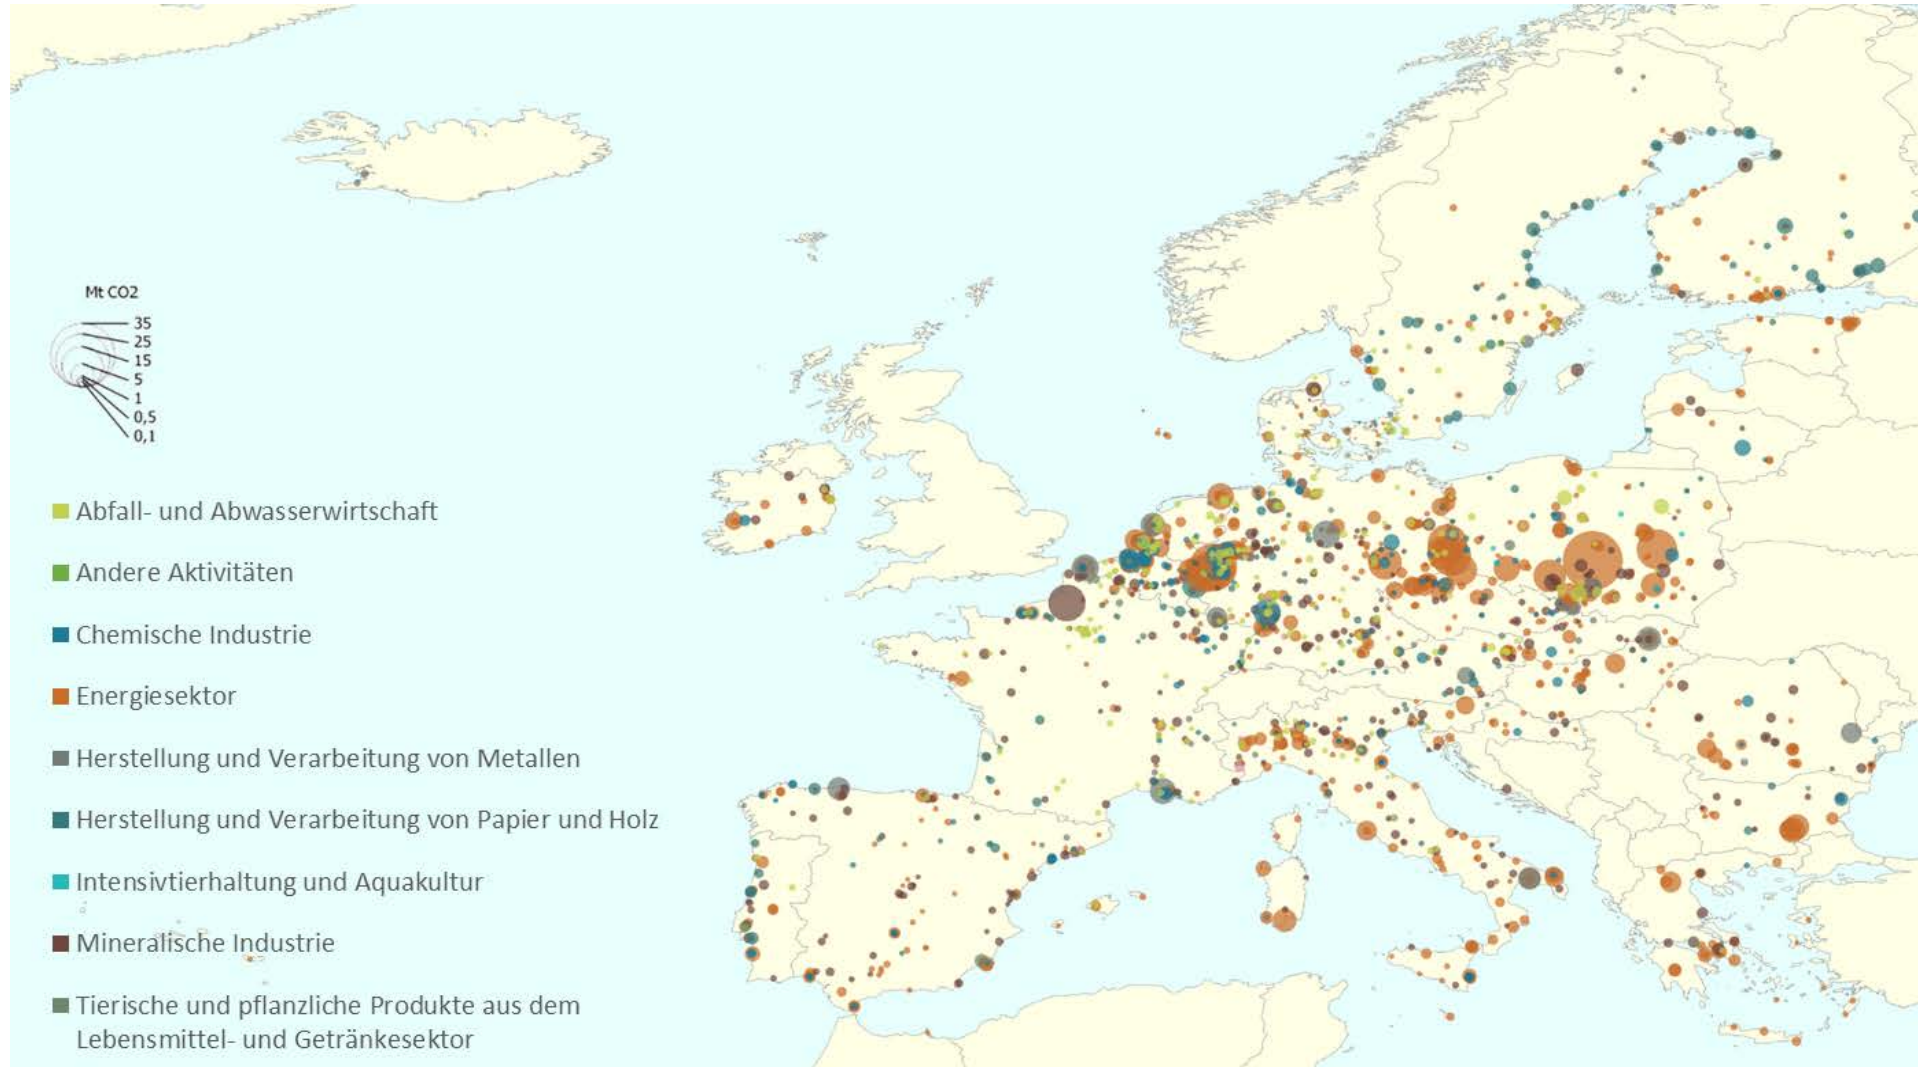 Mt CO2
35
25
15
5
1
0,5
0,1
Abfall- und Abwasserwirtschaft
Andere Aktivitäten
Chemische Industrie
Energiesektor
Herstellung und Verarbeitung von Metallen
Herstellung und Verarbeitung von Papier und Holz
Intensivtierhaltung und Aquakultur
Mineralische Industrie
Tierische und pflanzliche Produkte aus dem
Lebensmittel- und Getränkesektor